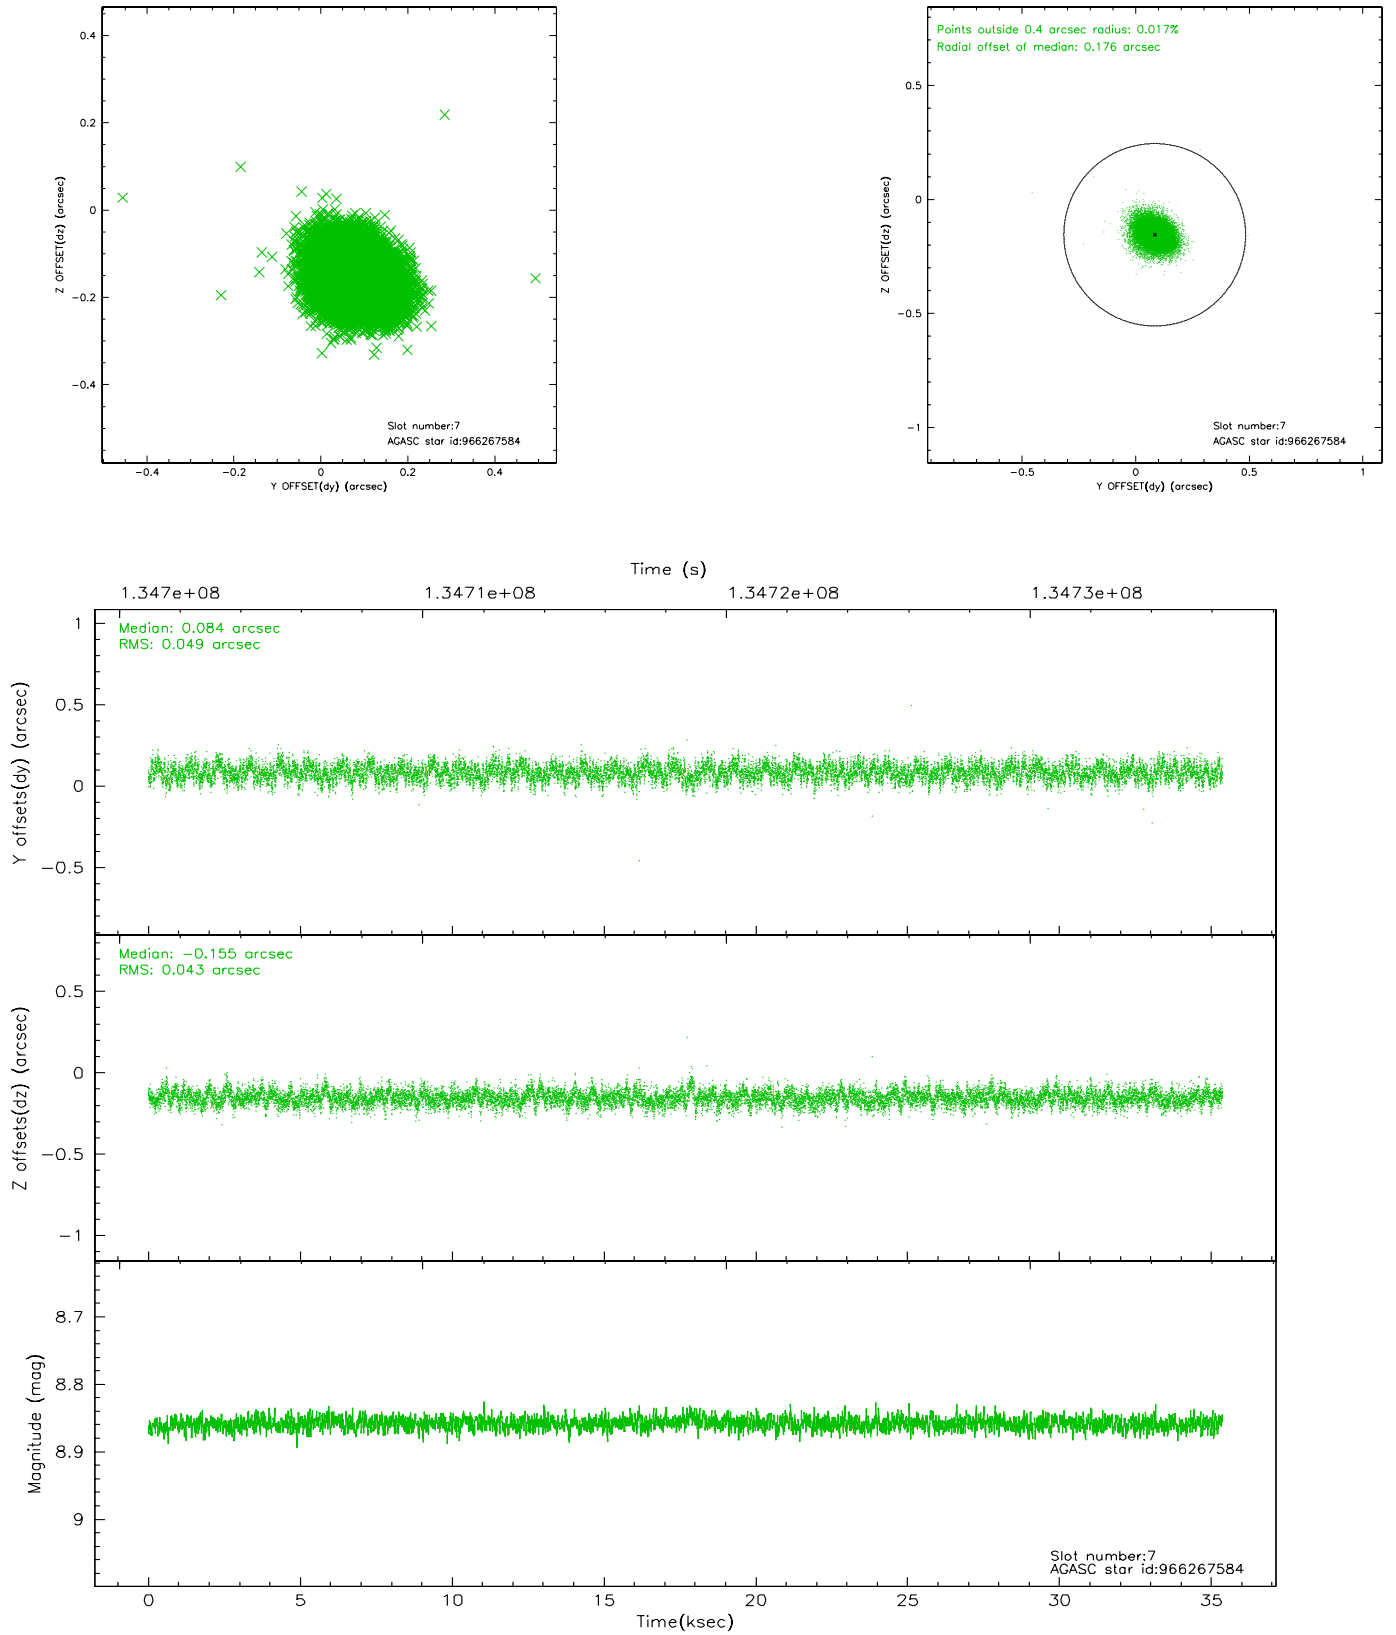 0.4
0.2
0
−0.2
−0.4
Z OFFSET(dz) (arcsec)
Slot number:7
AGASC star id:966267584
−0.4 −0.2 0 0.2 0.4
Y OFFSET(dy) (arcsec)
Points outside 0.4 arcsec radius: 0.017%
Radial offset of median: 0.176 arcsec
0.5
0
−0.5
−1
Z OFFSET(dz) (arcsec)
Slot number:7
AGASC star id:966267584
−0.5 0 0.5 1
Y OFFSET(dy) (arcsec)
Time (s)
1.347e+08 1.3471e+08 1.3472e+08 1.3473e+08
Median: 0.084 arcsec
RMS: 0.049 arcsec
1
0.5
0
−0.5
Y offsets(dy) (arcsec)
Median: −0.155 arcsec
RMS: 0.043 arcsec
0.5
0
−0.5
−1
Z offsets(dz) (arcsec)
8.7
8.8
8.9
9
Magnitude (mag)
Slot number:7
AGASC star id:966267584
0 5 10 15 20 25 30 35
Time(ksec)